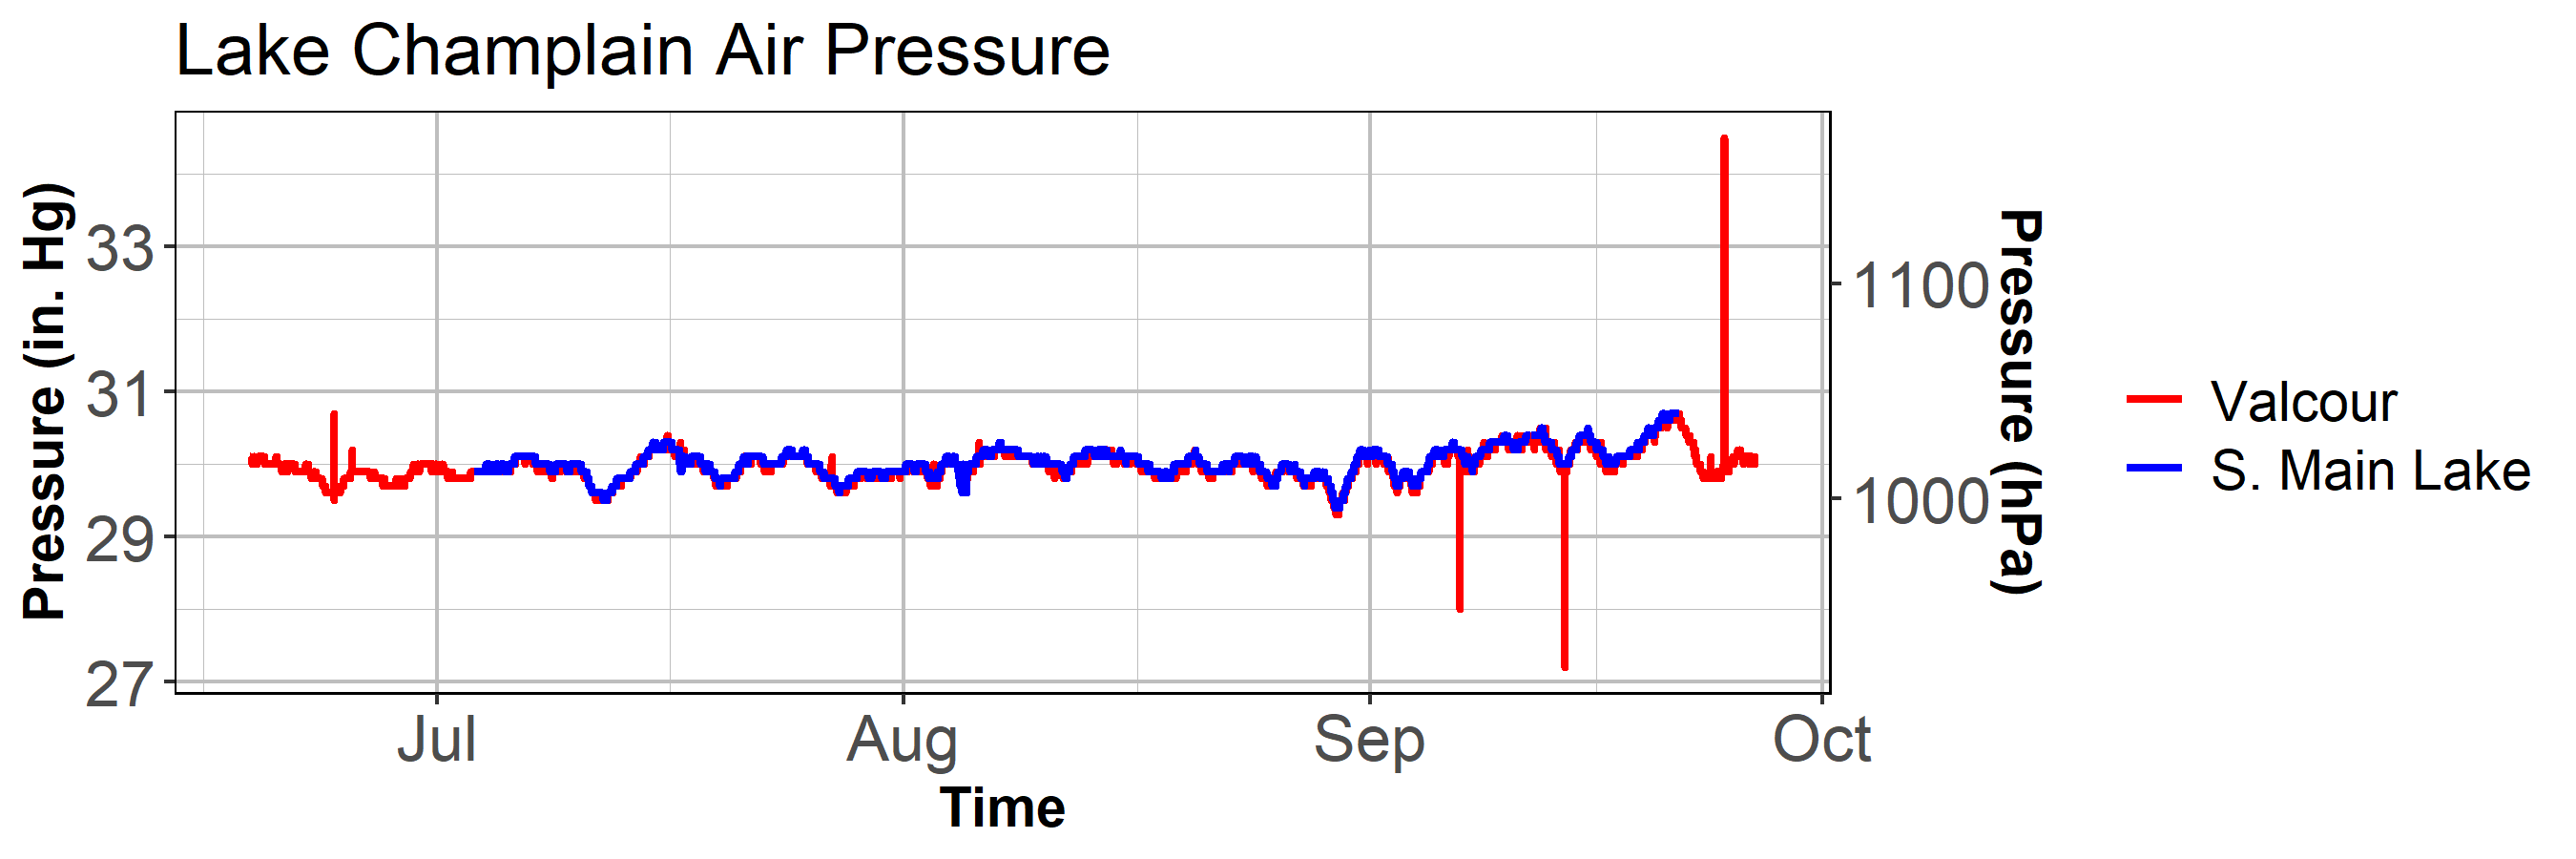 Lake Champlain Air Pressure
Pressure (in. Hg)
33
31
29
27
1100
1000
Pressure (hPa)
Jul Aug Sep Oct
Time
Valcour
S. Main Lake